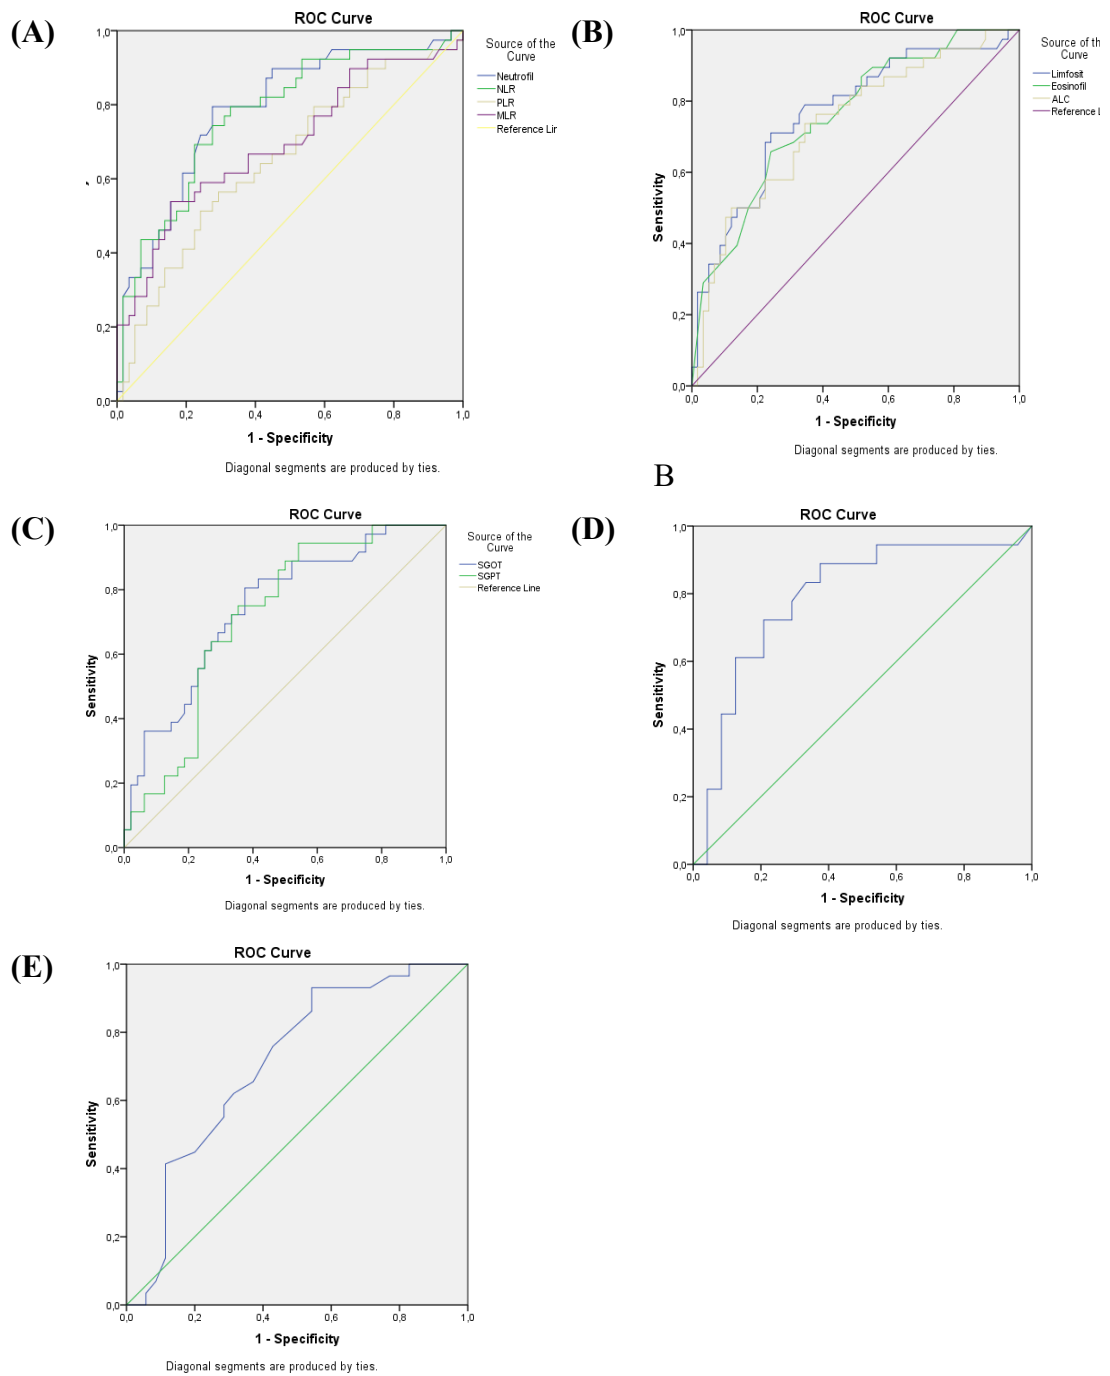 (A)
ROC Curve
Source of the
Curve
Neutrofil
NLR
PLR
MLR
Reference Lir
1,0
0,8
0,6
0,4
0,2
0,0
0,0 0,2 0,4 0,6 0,8 1,0
1 - Specificity
Diagonal segments are produced by ties.
(B)
ROC Curve
Source of the
Curve
Limfosit
Eosinofil
ALC
Reference L
Sensitivity
1,0
0,8
0,6
0,4
0,2
0,0
0,0 0,2 0,4 0,6 0,8 1,0
1 - Specificity
Diagonal segments are produced by ties.
B
(C)
ROC Curve
Source of the
Curve
SGOT
SGPT
Reference Line
Sensitivity
1,0
0,8
0,6
0,4
0,2
0,0
0,0 0,2 0,4 0,6 0,8 1,0
1 - Specificity
Diagonal segments are produced by ties.
(D)
ROC Curve
Sensitivity
1,0
0,8
0,6
0,4
0,2
0,0
0,0 0,2 0,4 0,6 0,8 1,0
1 - Specificity
Diagonal segments are produced by ties.
(E)
ROC Curve
Sensitivity
1,0
0,8
0,6
0,4
0,2
0,0
0,0 0,2 0,4 0,6 0,8 1,0
1 - Specificity
Diagonal segments are produced by ties.